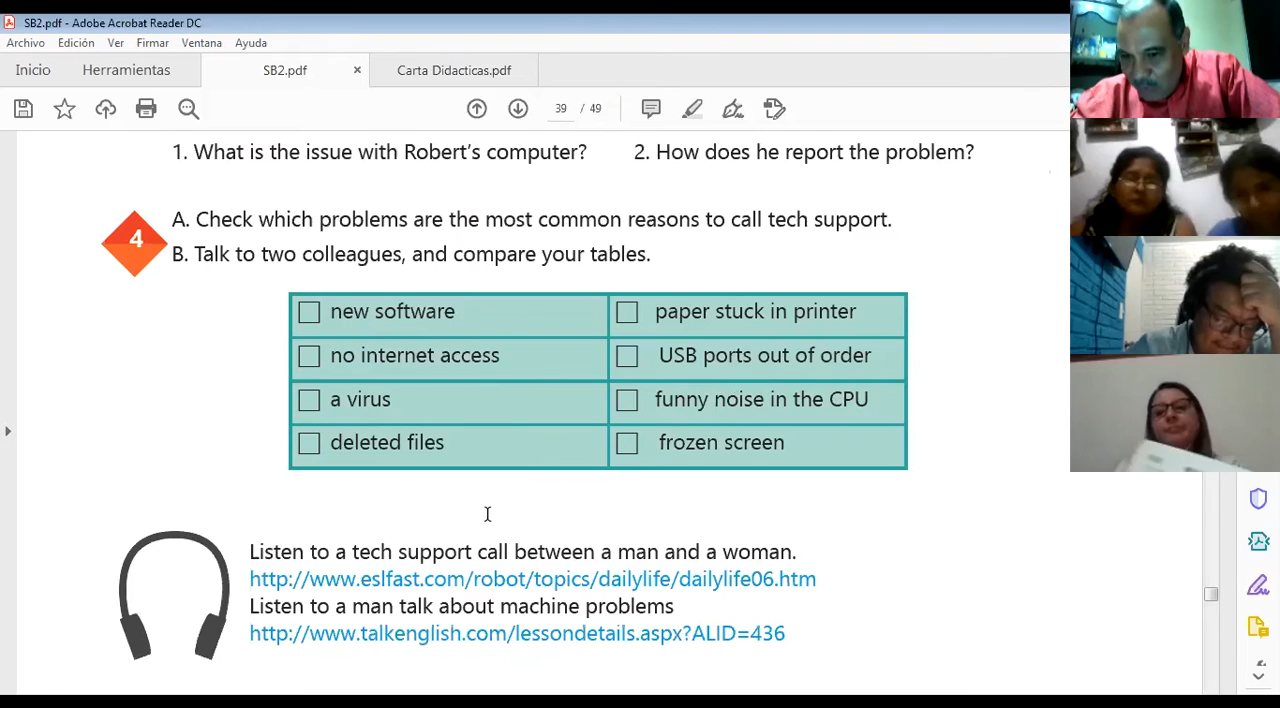 SB2.pdf - Adobe Acrobat Reader DC
Archivo Edición Ver Firmar Ventana Ayuda
Inicio Herramientas SB2.pdf × Carta Didacticas.pdf
39 / 49
1. What is the issue with Robert’s computer? 2. How does he report the problem?
4
A. Check which problems are the most common reasons to call tech support.
B. Talk to two colleagues, and compare your tables.
new software paper stuck in printer
no internet access USB ports out of order
a virus funny noise in the CPU
deleted files frozen screen
Listen to a tech support call between a man and a woman.
http://www.eslfast.com/robot/topics/dailylife/dailylife06.htm
Listen to a man talk about machine problems
http://www.talkenglish.com/lessondetails.aspx?ALID=436